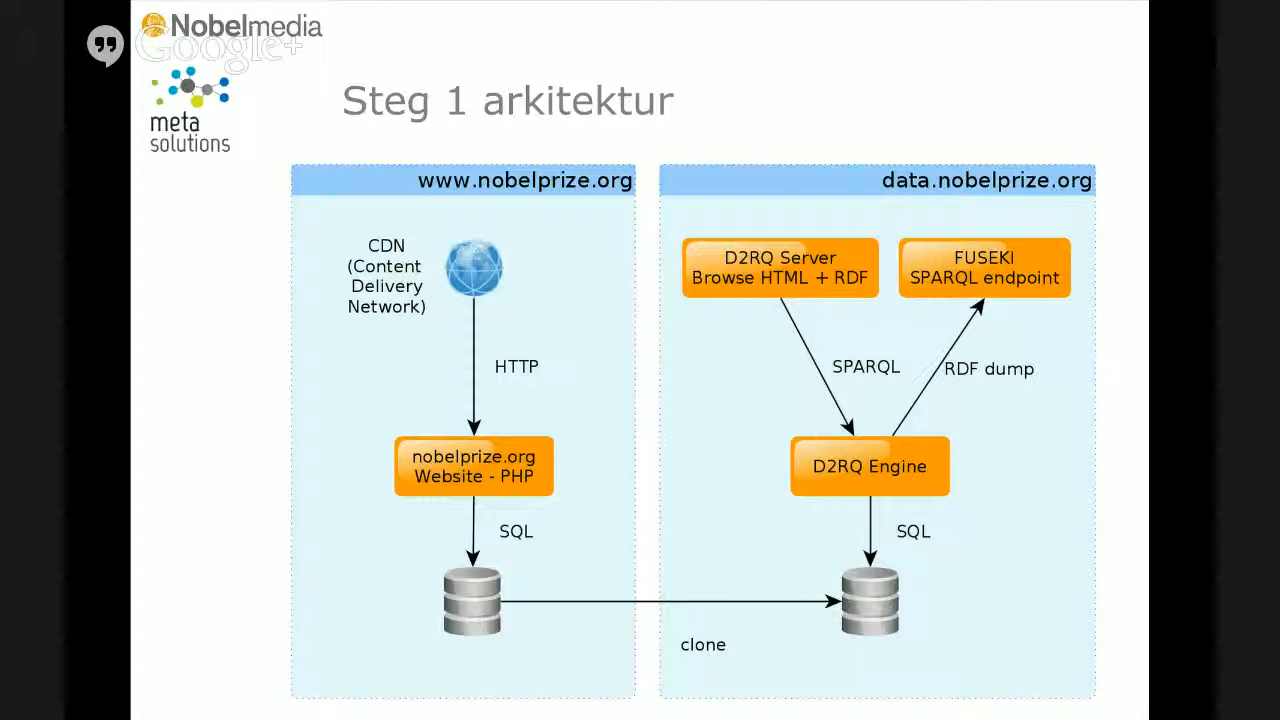 Nobelmedia
Google+
meta
solutions
Steg 1 arkitektur
www.nobelprize.org
CDN
(Content
Delivery
Network)
HTTP
nobelprize.org
Website - PHP
SQL
data.nobelprize.org
D2RQ Server
Browse HTML + RDF
FUSEKI
SPARQL endpoint
SPARQL
RDF dump
D2RQ Engine
SQL
clone